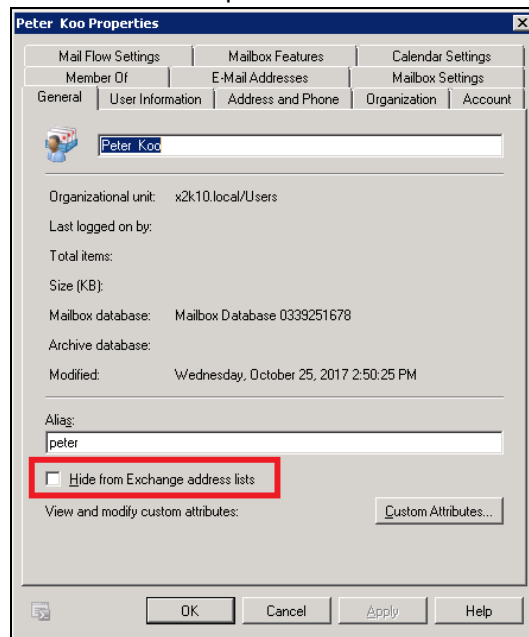 Peter Koo Properties
Mail Flow Settings Mailbox Features Calendar Settings
Member Of E-Mail Addresses Mailbox Settings
General User Information Address and Phone Organization Account
Peter Koo
Organizational unit: x2k10.local/Users
Last logged on by:
Total items:
Size (KB):
Mailbox database: Mailbox Database 0339251678
Archive database:
Modified: Wednesday, October 25, 2017 2:50:25 PM
Alias:
peter
Hide from Exchange address lists
View and modify custom attributes: Custom Attributes...
OK Cancel Apply Help